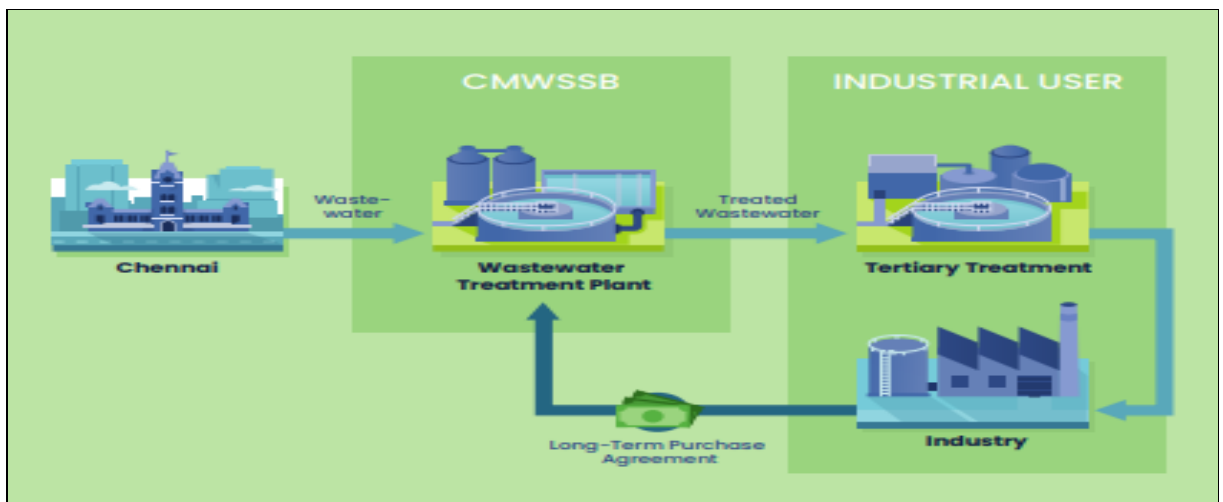 CMWSSB
INDUSTRIAL USER
Waste-
water
Treated
Wastewater
Chennai
Wastewater
Treatment Plant
Tertiary Treatment
Long-Term Purchase
Agreement
Industry